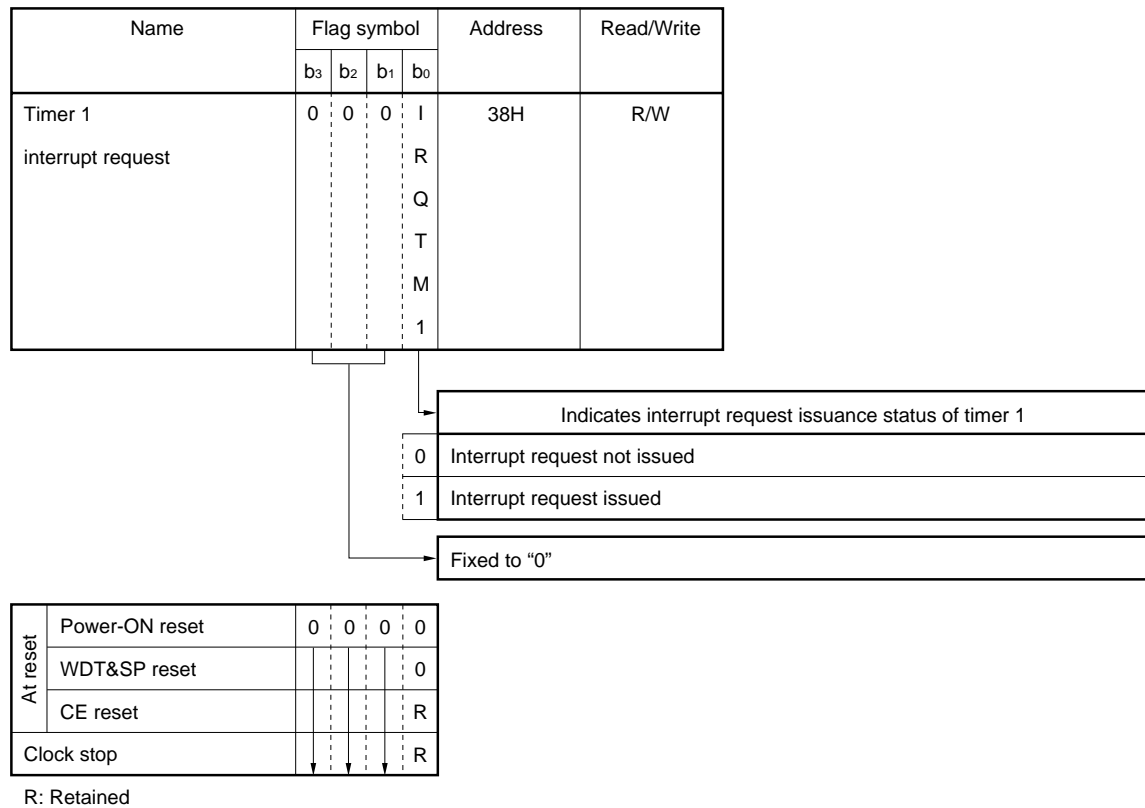 Name Flag symbol Address Read/Write
b3 b2 b1 b0
Timer 1 0 0 0 I 38H R/W
interrupt request R
Q
T
M
1
Indicates interrupt request issuance status of timer 1
0 Interrupt request not issued
1 Interrupt request issued
Fixed to “0”
At reset
Power-ON reset 0 0 0 0
WDT&SP reset 0
CE reset R
Clock stop R
R: Retained